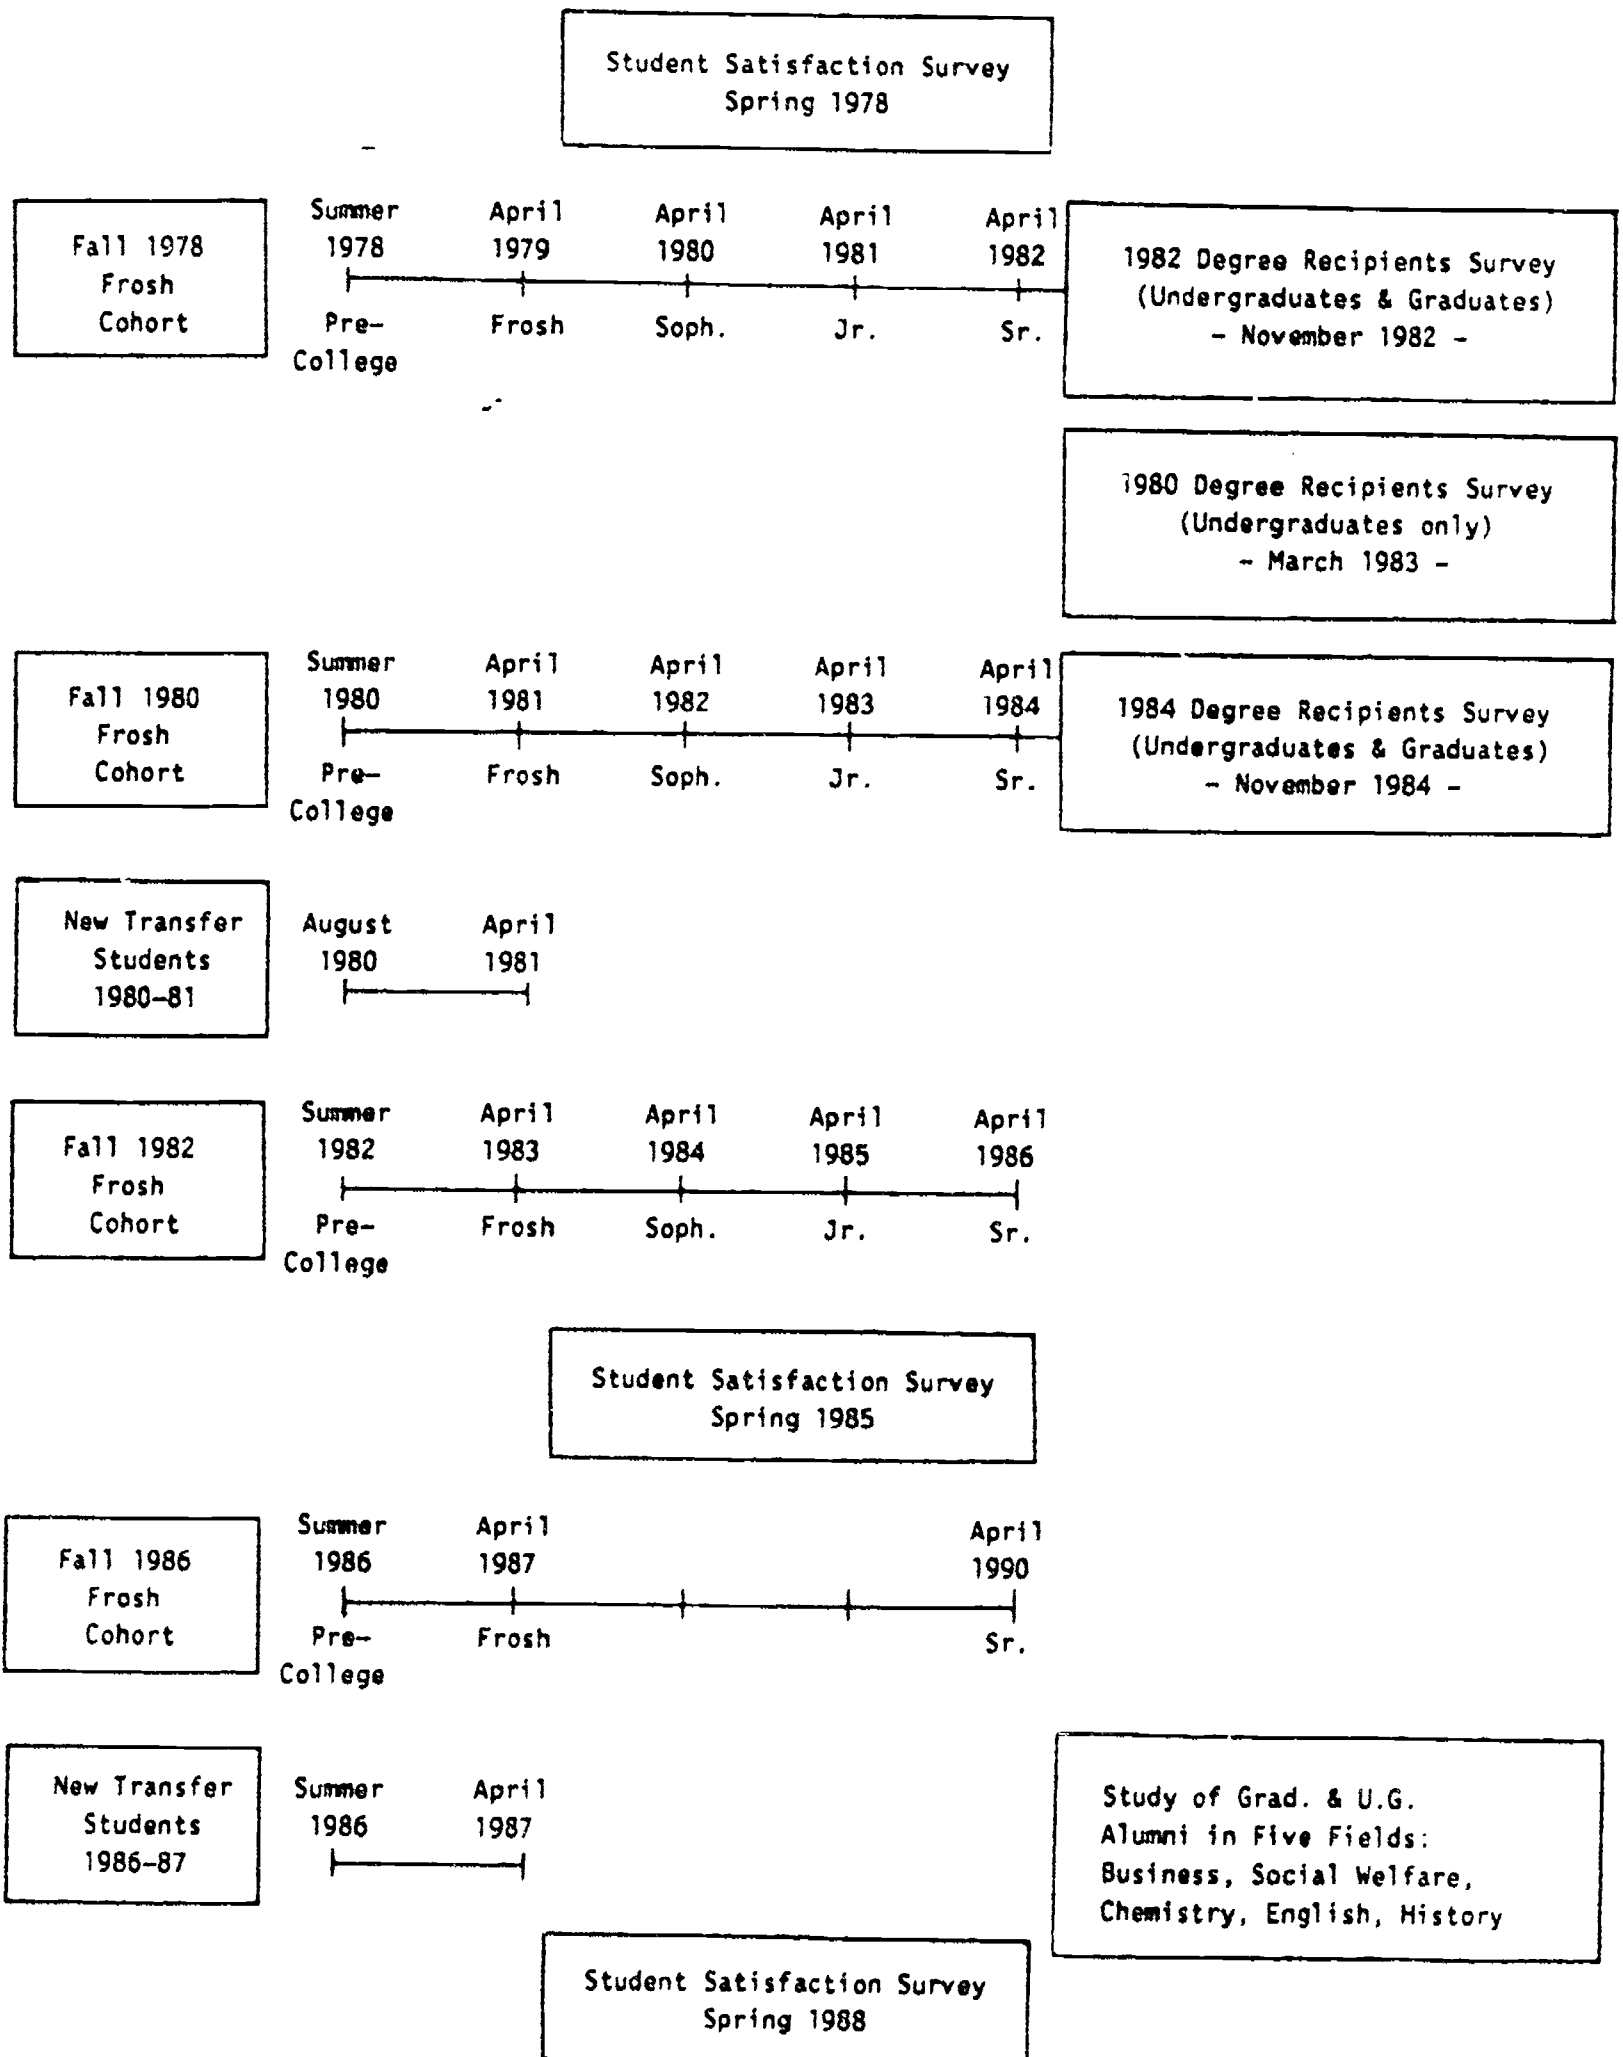 Student Satisfaction Survey
Spring 1978
Fall 1978
Frosh
Cohort
Summer April April April April
1978 1979 1980 1981 1982
Pre- Frosh Soph. Jr. Sr.
College
1982 Degree Recipients Survey
(Undergraduates & Graduates)
- November 1982 -
1980 Degree Recipients Survey
(Undergraduates only)
- March 1983 -
Fall 1980
Frosh
Cohort
Summer April April April April
1980 1981 1982 1983 1984
Pre- Frosh Soph. Jr. Sr.
College
1984 Degree Recipients Survey
(Undergraduates & Graduates)
- November 1984 -
New Transfer
Students
1980-81
August April
1980 1981
Fall 1982
Frosh
Cohort
Summer April April April April
1982 1983 1984 1985 1986
Pre- Frosh Soph. Jr. Sr.
College
Student Satisfaction Survey
Spring 1985
Fall 1986
Frosh
Cohort
Summer April April
1986 1987 1990
Pre- Frosh Sr.
College
New Transfer
Students
1986-87
Summer April
1986 1987
Study of Grad. & U.G.
Alumni in Five Fields:
Business, Social Welfare,
Chemistry, English, History
Student Satisfaction Survey
Spring 1988